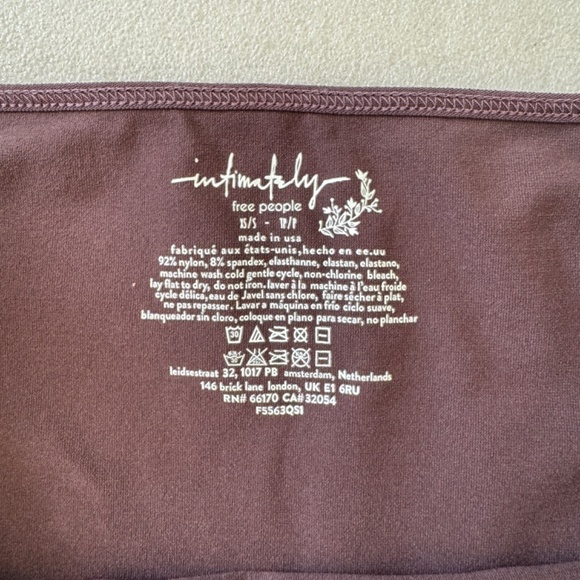 intimately
free people
XS/S - TP/P
made in usa
fabriqué aux états-unis,hecho en ee.uu
92% nylon, 8% spandex, elasthanne, elastan, elastano,
machine wash cold gentle cycle, non-chlorine bleach,
lay flat to dry, do not iron. laver à la machine à l'eau froide
cycle délica, eau de Javel sans chlore, faire sécher à plat,
ne pas repasser. Lavar a máquina en frío ciclo suave,
blanqueador sin cloro, coloque en plano para secar, no planchar
30
leidsestraat 32, 1017 PB amsterdam, Netherlands
146 brick lane london, UK E1 6RU
RN# 66170 CA# 32054
F5563QS1